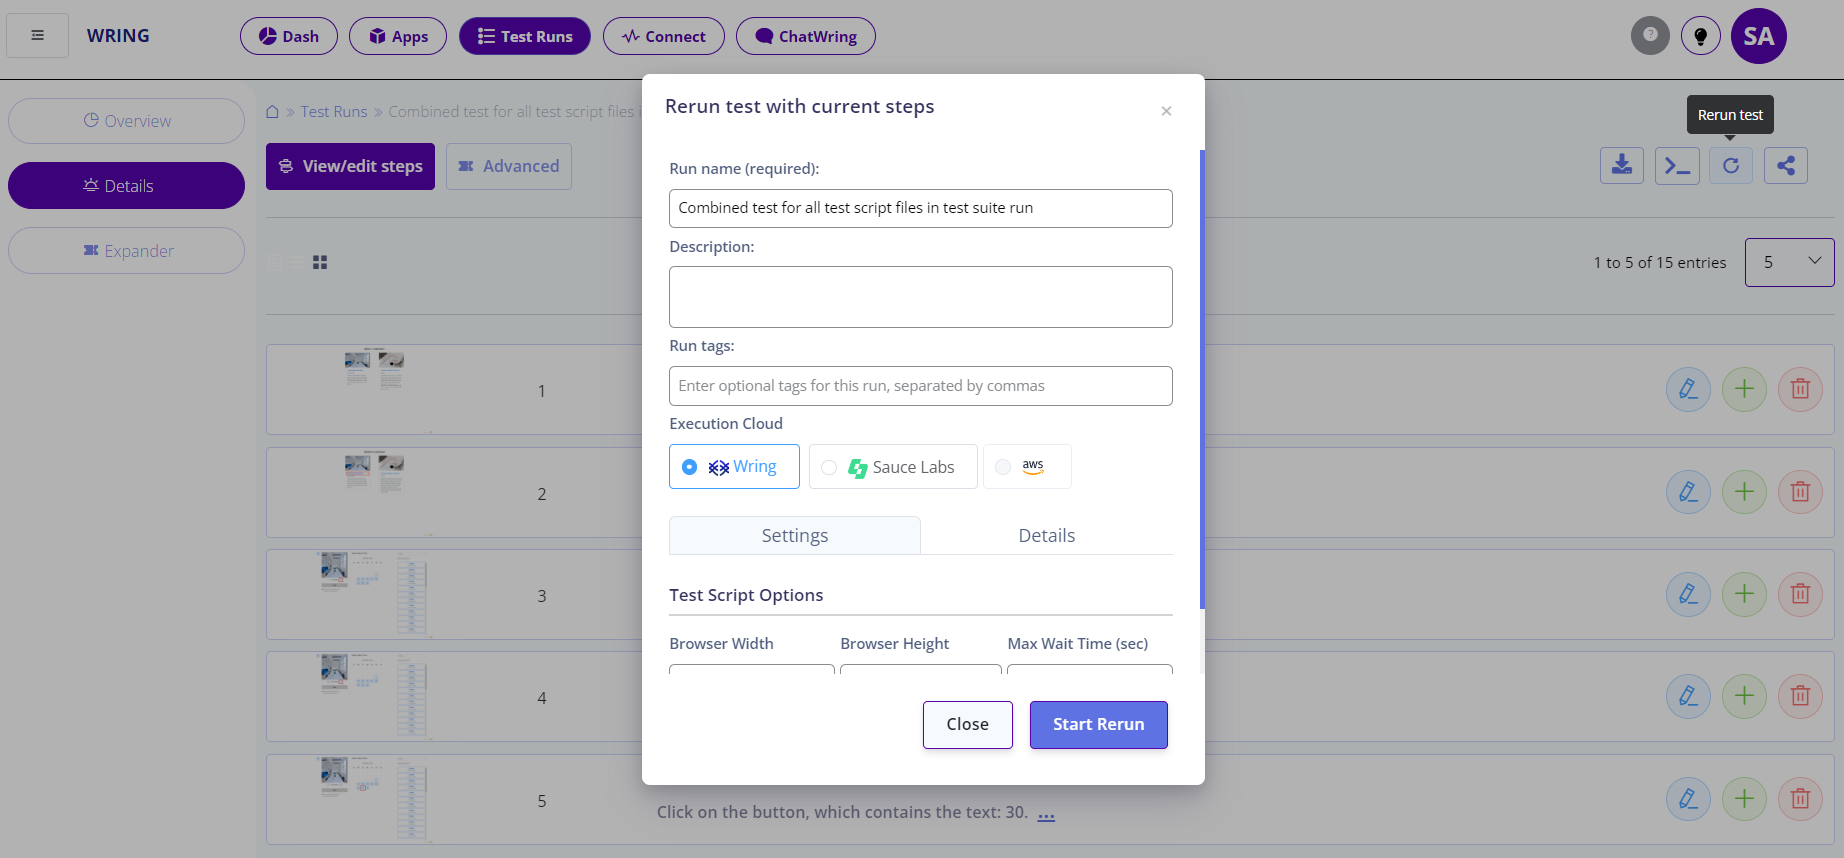 WRING
Dash
Apps
Test Runs
Connect
ChatWring
?
SA
Overview
Details
Expander
Test Runs
Combined test for all test script files i
View/edit steps
Advanced
Rerun test
1 to 5 of 15 entries
5
1
2
3
4
5
Click on the button, which contains the text: 30. ...
Rerun test with current steps
×
Run name (required):
Combined test for all test script files in test suite run
Description:
Run tags:
Enter optional tags for this run, separated by commas
Execution Cloud
Wring
Sauce Labs
aws
Settings
Details
Test Script Options
Browser Width
Browser Height
Max Wait Time (sec)
Close
Start Rerun